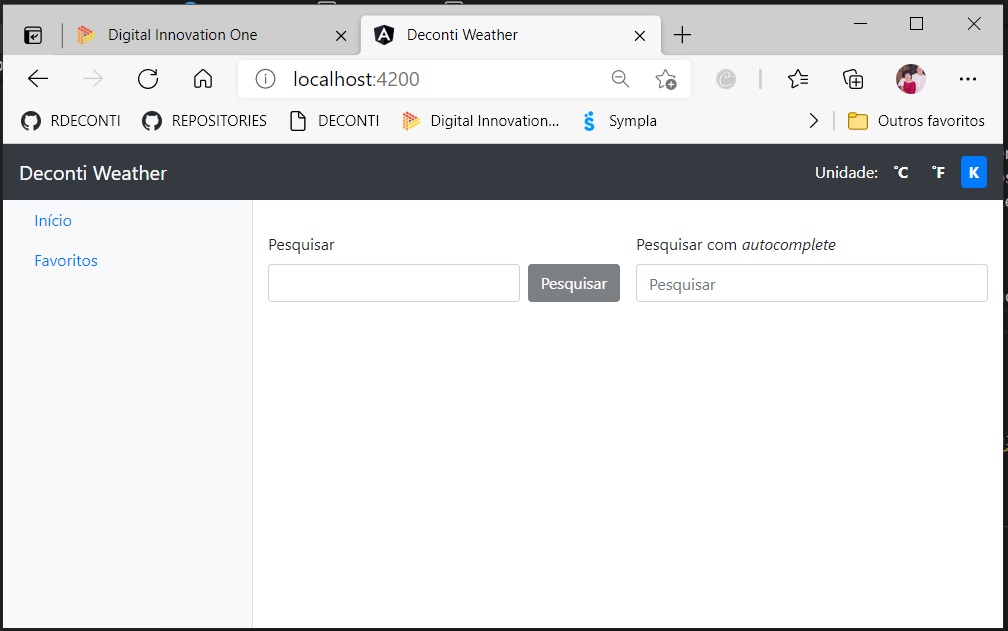 Digital Innovation One
Deconti Weather
localhost:4200
RDECONTI
REPOSITORIES
DECONTI
Digital Innovation...
Sympla
Outros favoritos
Deconti Weather
Unidade: °C °F K
Início
Favoritos
Pesquisar
Pesquisar com autocomplete
Pesquisar
Pesquisar